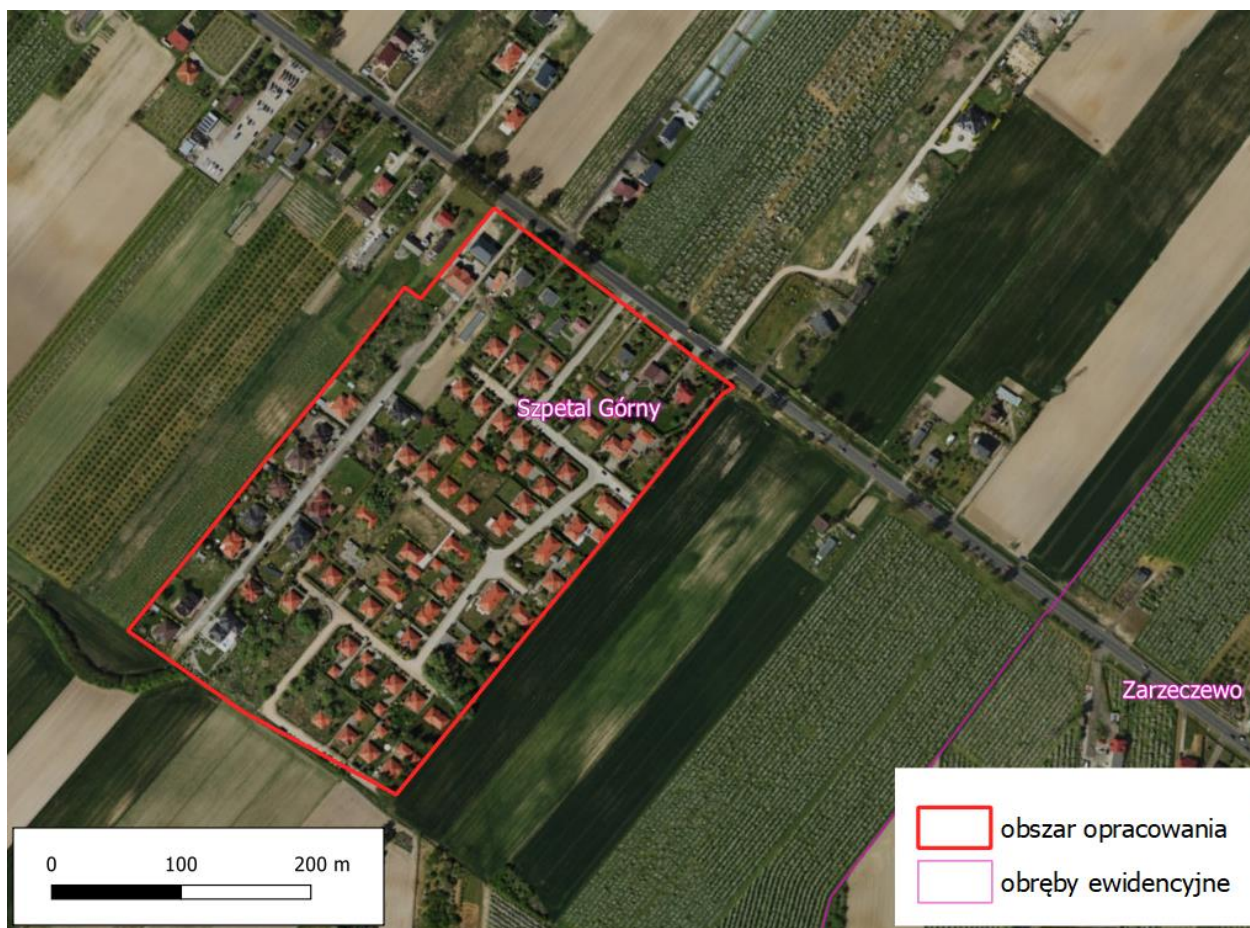 Szpetal Górny
Zarzeczewo
0 100 200 m
obszar opracowania
obręby ewidencyjne